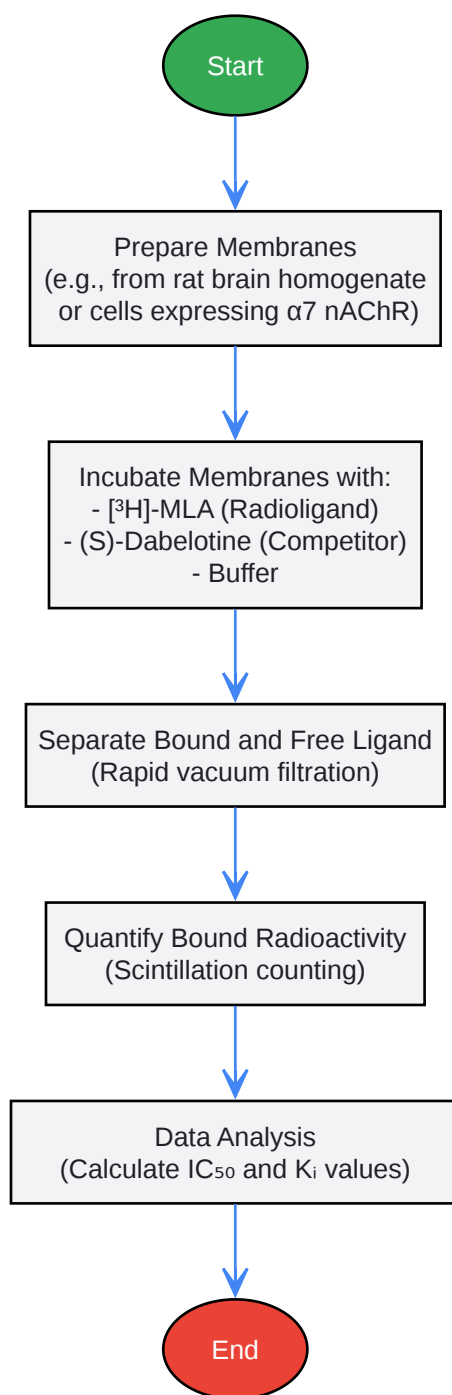 Start
Prepare Membranes
(e.g., from rat brain homogenate
or cells expressing α7 nAChR)
Incubate Membranes with:
- [³H]-MLA (Radioligand)
- (S)-Dabelotine (Competitor)
- Buffer
Separate Bound and Free Ligand
(Rapid vacuum filtration)
Quantify Bound Radioactivity
(Scintillation counting)
Data Analysis
(Calculate IC₅₀ and Kᵢ values)
End